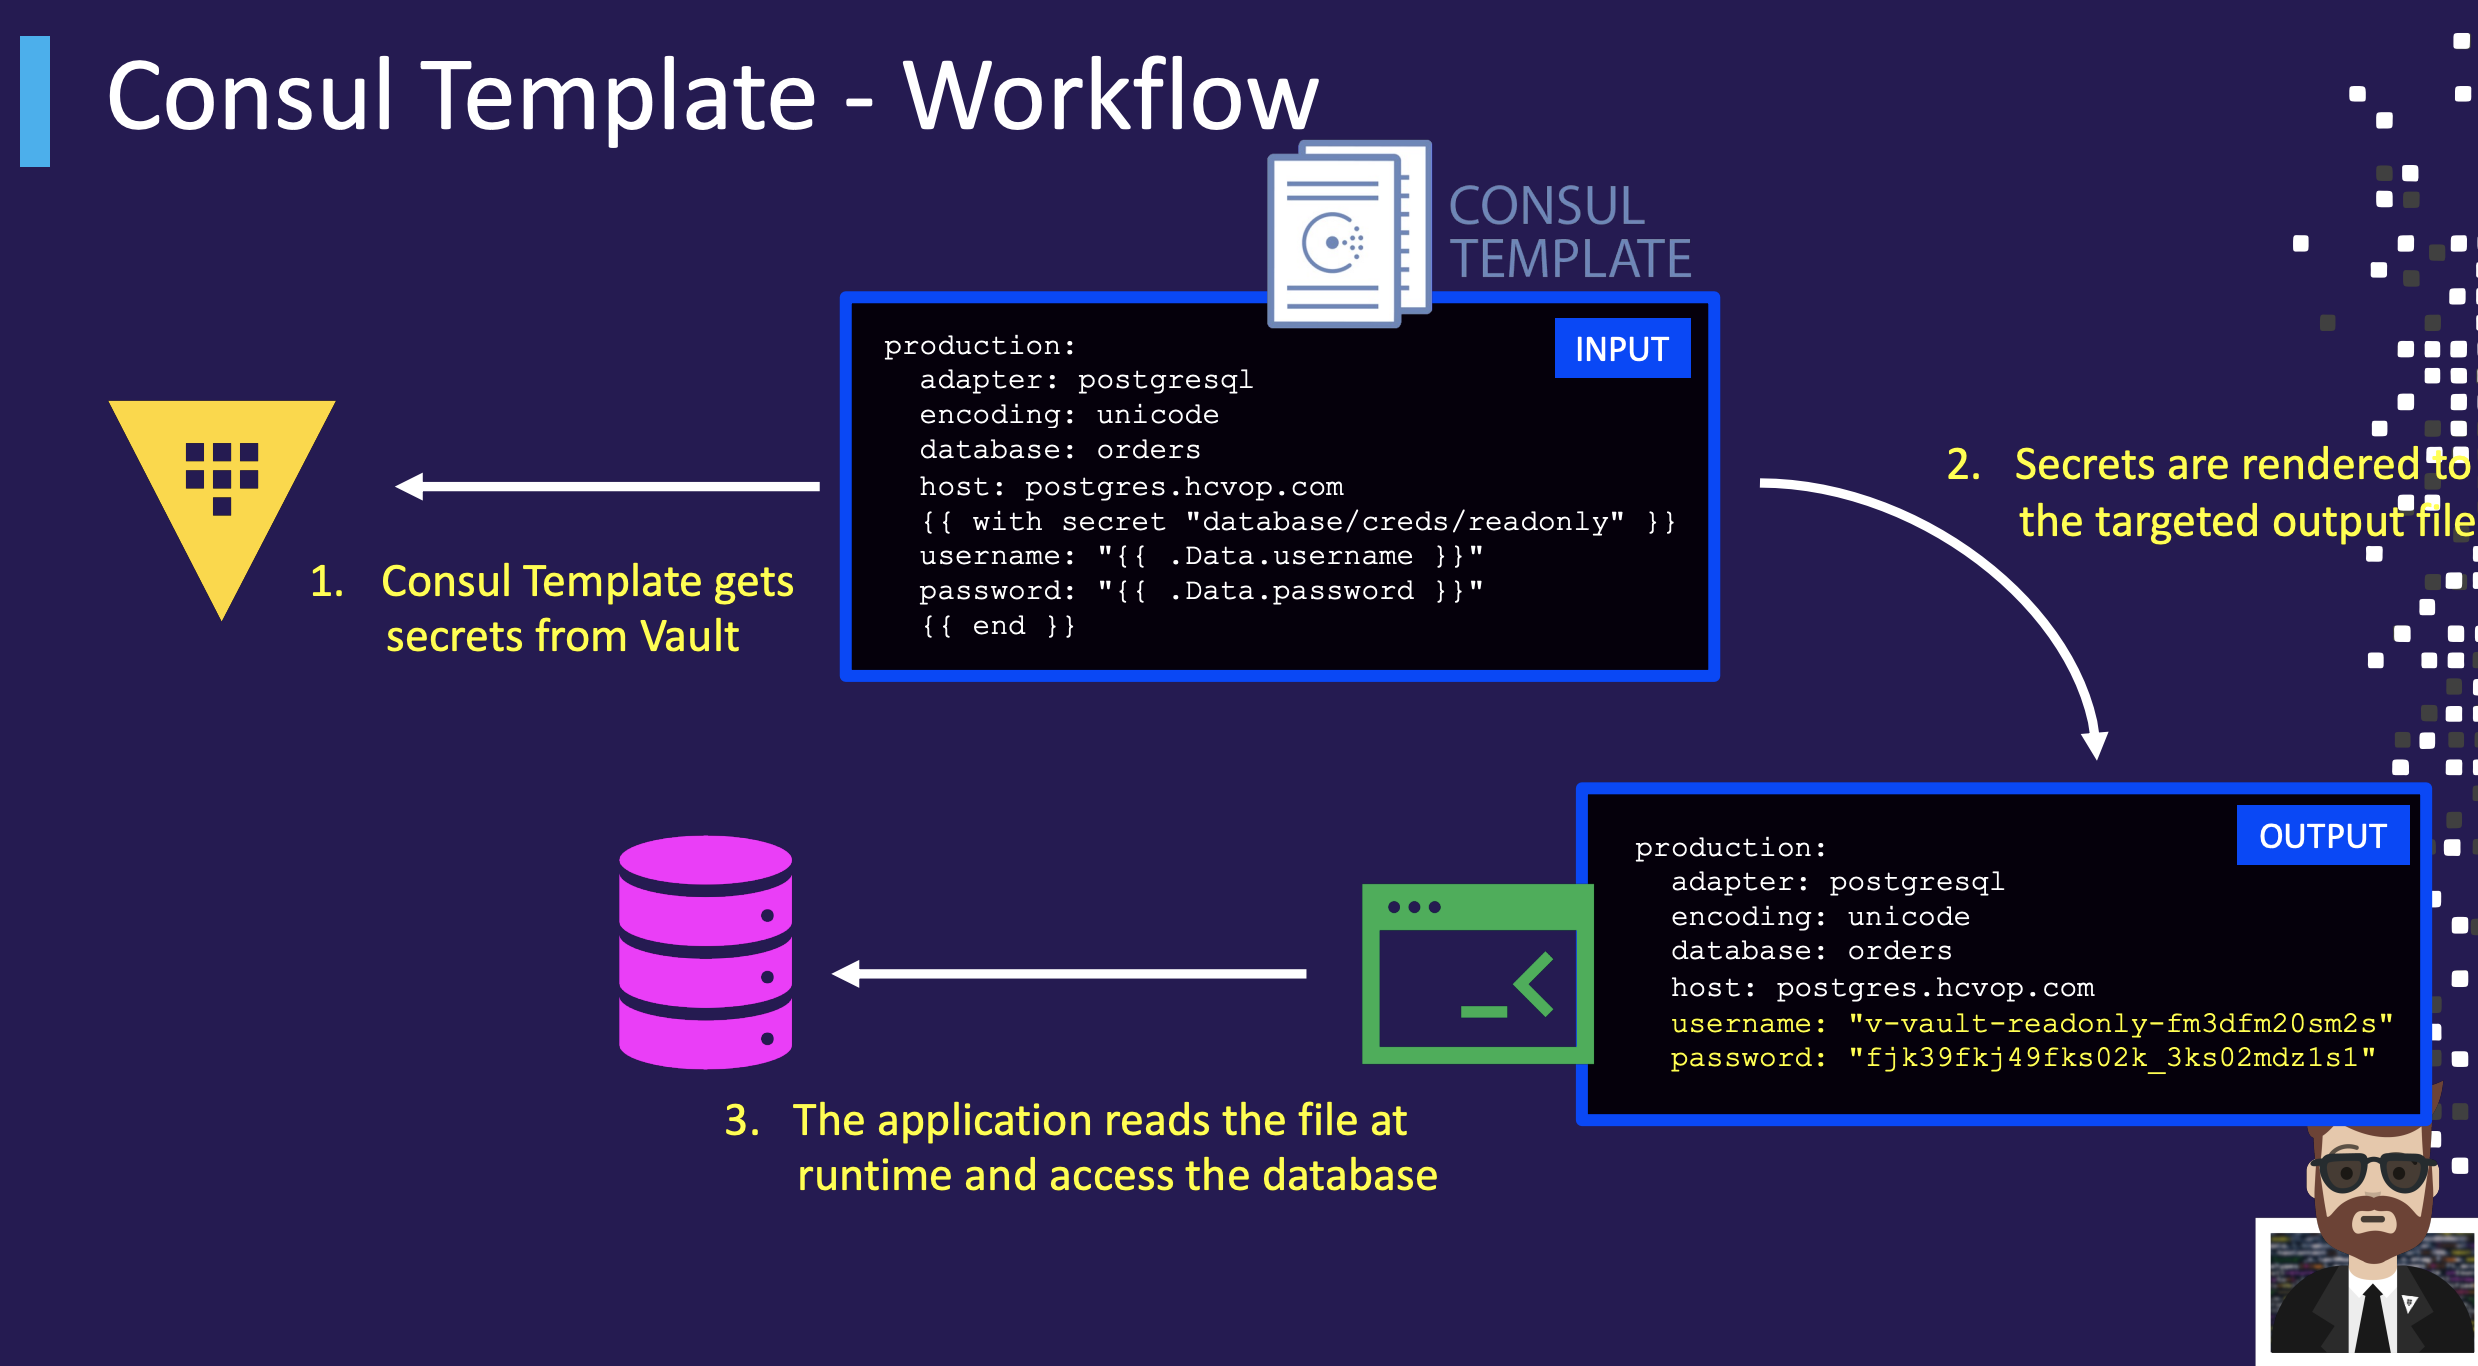 Consul Template - Workflow
CONSUL
TEMPLATE
INPUT
production:
  adapter: postgresql
  encoding: unicode
  database: orders
  host: postgres.hcvop.com
  {{ with secret "database/creds/readonly" }}
  username: "{{ .Data.username }}"
  password: "{{ .Data.password }}"
  {{ end }}
1. Consul Template gets
secrets from Vault
2. Secrets are rendered to
the targeted output file
OUTPUT
production:
  adapter: postgresql
  encoding: unicode
  database: orders
  host: postgres.hcvop.com
  username: "v-vault-readonly-fm3dfm20sm2s"
  password: "fjk39fkj49fks02k_3ks02mdz1s1"
3. The application reads the file at
runtime and access the database